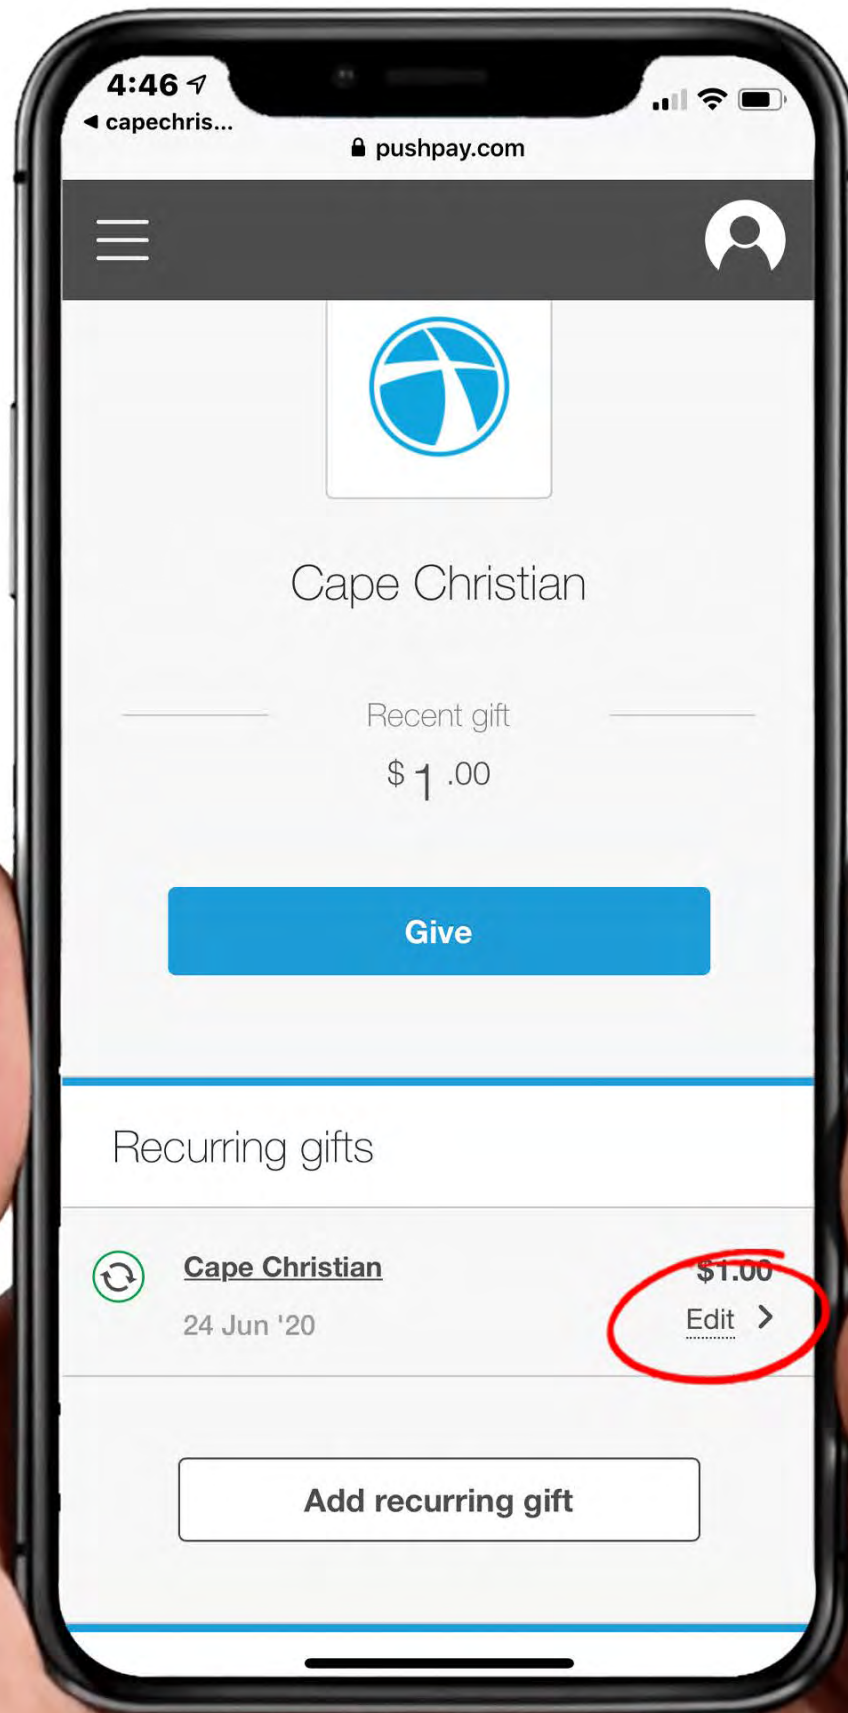 4:46
capechris...
pushpay.com
Cape Christian
Recent gift
$1.00
Give
Recurring gifts
Cape Christian $1.00
24 Jun '20 Edit
Add recurring gift